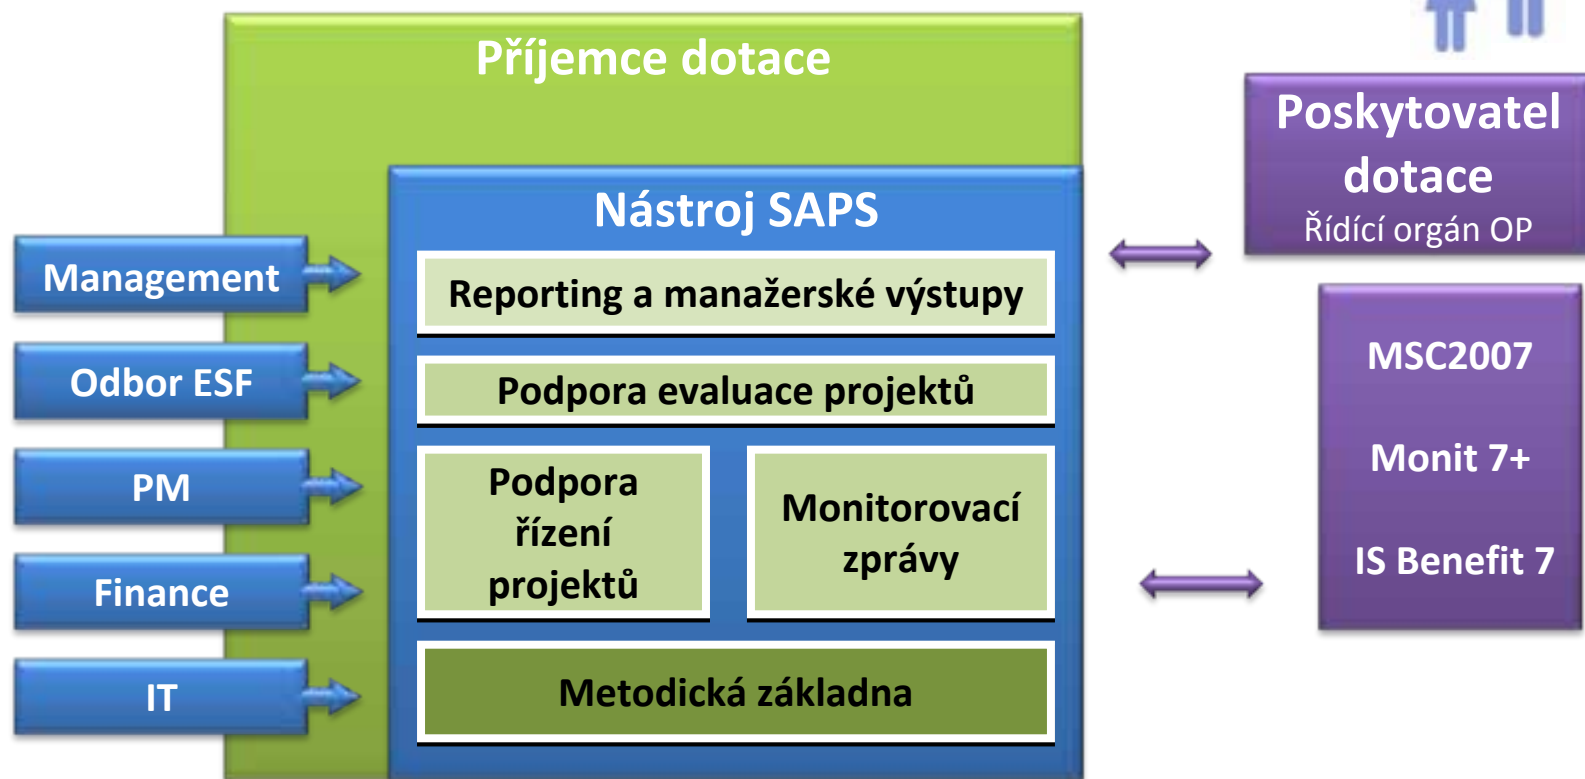 Příjemce dotace
Nástroj SAPS
Management
Odbor ESF
PM
Finance
IT
Reporting a manažerské výstupy
Podpora evaluace projektů
Podpora
řízení
projektů
Monitorovací
zprávy
Metodická základna
Poskytovatel
dotace
Řídící orgán OP
MSC2007
Monit 7+
IS Benefit 7